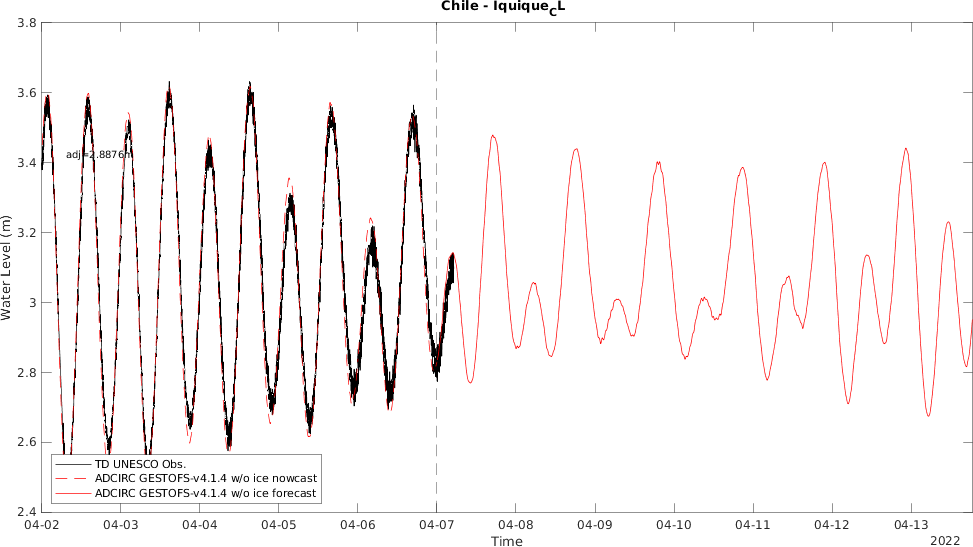 Chile - Iquique_CL
3.8
3.6
3.4
3.2
3
2.8
2.6
2.4
Water Level (m)
adj=2.8876m
TD UNESCO Obs.
ADCIRC GESTOFS-v4.1.4 w/o ice nowcast
ADCIRC GESTOFS-v4.1.4 w/o ice forecast
04-02 04-03 04-04 04-05 04-06 04-07 04-08 04-09 04-10 04-11 04-12 04-13
Time
2022